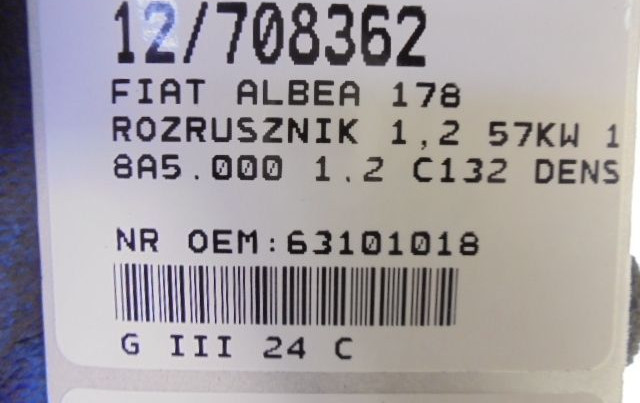 12/708362
FIAT ALBEA 178
ROZRUSZNIK 1,2 57KW 1
8A5.000 1.2 C132 DENS
NR OEM:63101018
G III 24 C